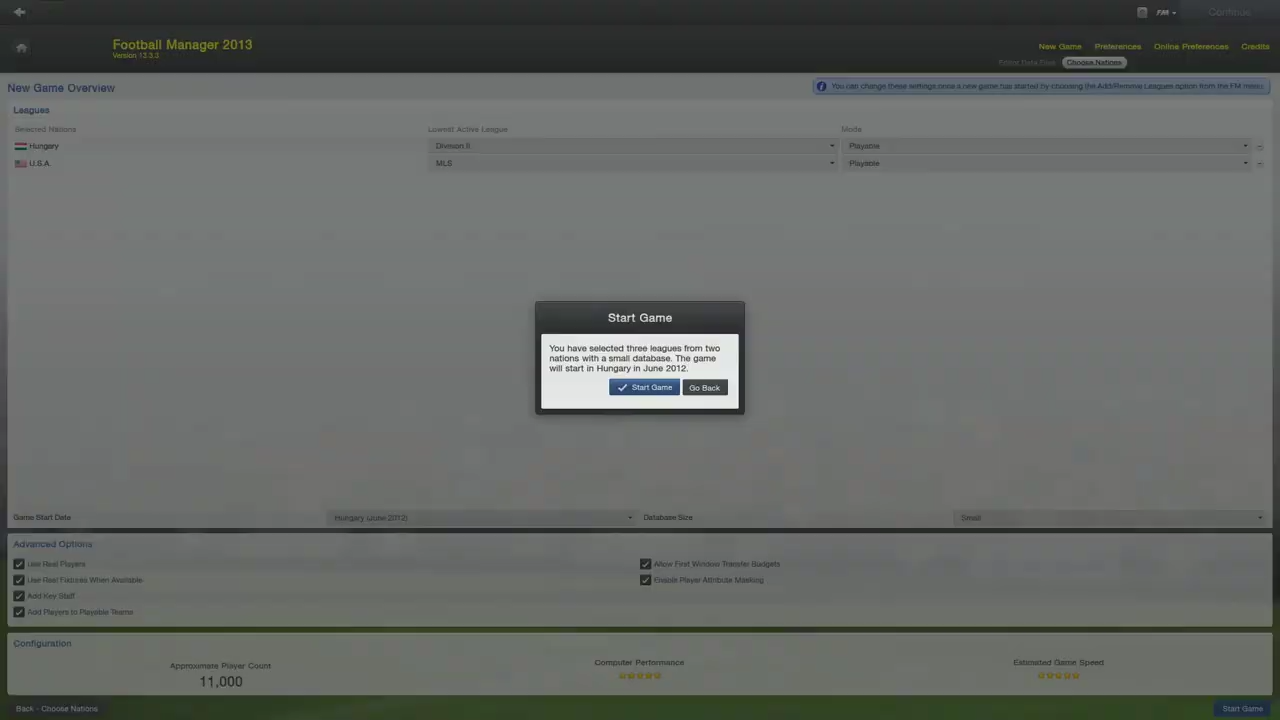 FM
Continue
Football Manager 2013
Version 13.3.3
New Game Preferences Online Preferences Credits
Editor Data Files Choose Nations
New Game Overview
You can change these settings once a new game has started by choosing the Add/Remove Leagues option from the FM menu.
Leagues
Selected Nations Lowest Active League Mode
Hungary Division II Playable
U.S.A. MLS Playable
Start Game
You have selected three leagues from two
nations with a small database. The game
will start in Hungary in June 2012.
Start Game Go Back
Game Start Date Hungary (June 2012) Database Size Small
Advanced Options
Use Real Players Allow First Window Transfer Budgets
Use Real Fixtures When Available Enable Player Attribute Masking
Add Key Staff
Add Players to Playable Teams
Configuration
Approximate Player Count Computer Performance Estimated Game Speed
11,000
Back - Choose Nations Start Game